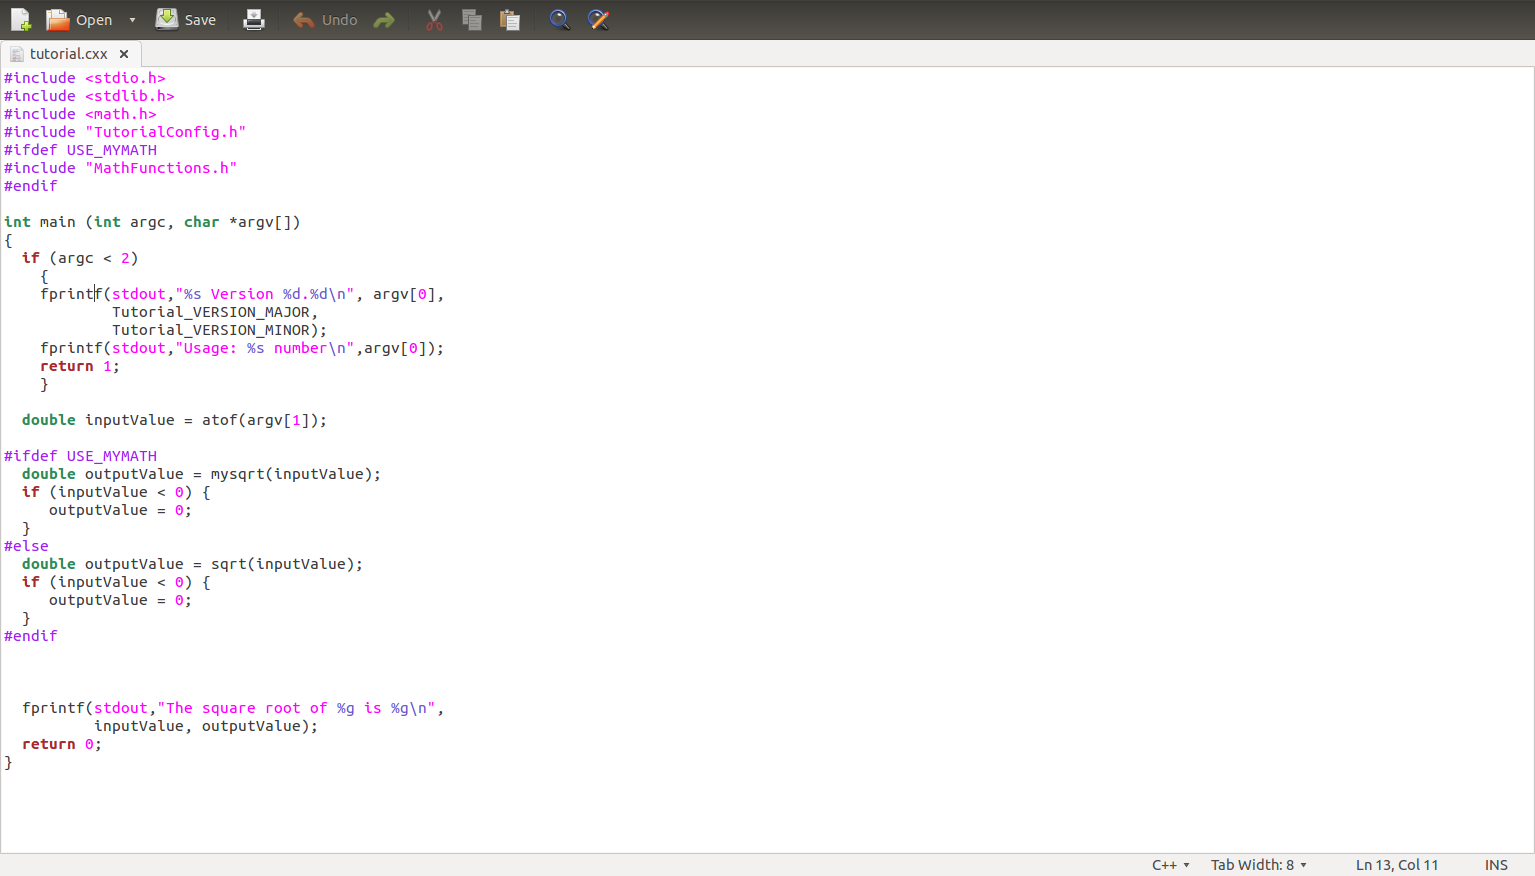 Open Save Undo
tutorial.cxx
#include <stdio.h>
#include <stdlib.h>
#include <math.h>
#include "TutorialConfig.h"
#ifdef USE_MYMATH
#include "MathFunctions.h"
#endif

int main (int argc, char *argv[])
{
  if (argc < 2)
    {
    fprintf(stdout,"%s Version %d.%d\n", argv[0],
            Tutorial_VERSION_MAJOR,
            Tutorial_VERSION_MINOR);
    fprintf(stdout,"Usage: %s number\n",argv[0]);
    return 1;
    }

  double inputValue = atof(argv[1]);

#ifdef USE_MYMATH
  double outputValue = mysqrt(inputValue);
  if (inputValue < 0) {
     outputValue = 0;
  }
#else
  double outputValue = sqrt(inputValue);
  if (inputValue < 0) {
     outputValue = 0;
  }
#endif

  fprintf(stdout,"The square root of %g is %g\n",
          inputValue, outputValue);
  return 0;
}
C++ Tab Width: 8 Ln 13, Col 11 INS